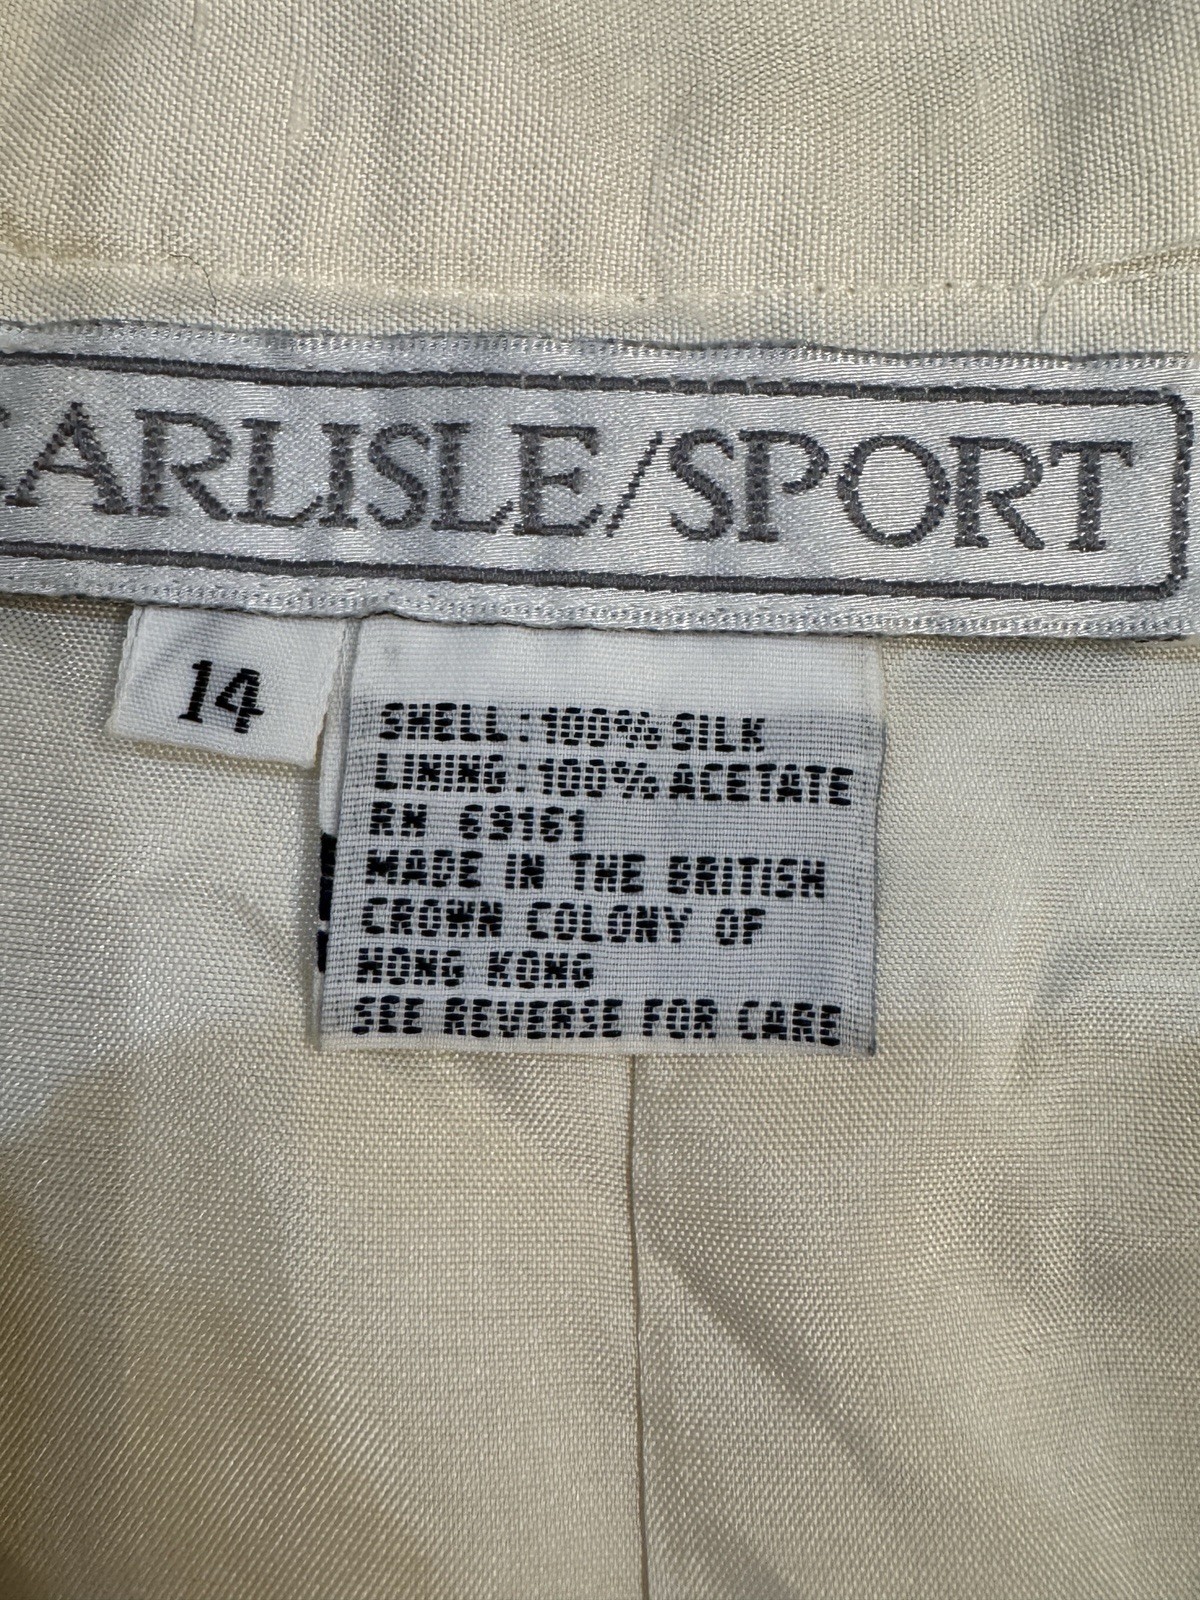 CARLISLE/SPORT
14
SHELL:100% SILK
LINING:100% ACETATE
RN 69161
MADE IN THE BRITISH
CROWN COLONY OF
HONG KONG
SEE REVERSE FOR CARE